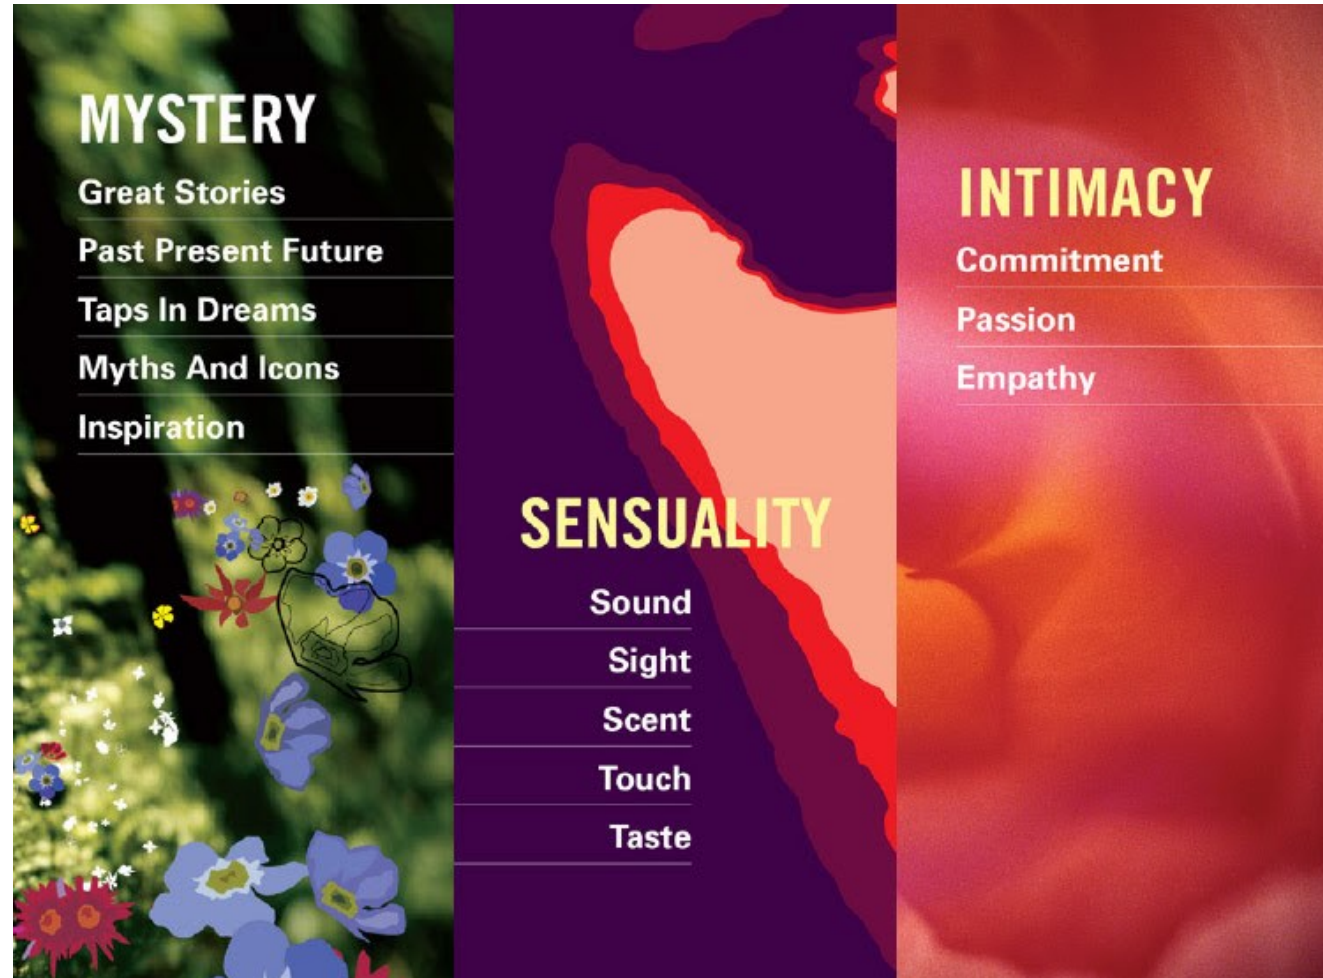 MYSTERY
Great Stories
Past Present Future
Taps In Dreams
Myths And Icons
Inspiration
SENSUALITY
Sound
Sight
Scent
Touch
Taste
INTIMACY
Commitment
Passion
Empathy